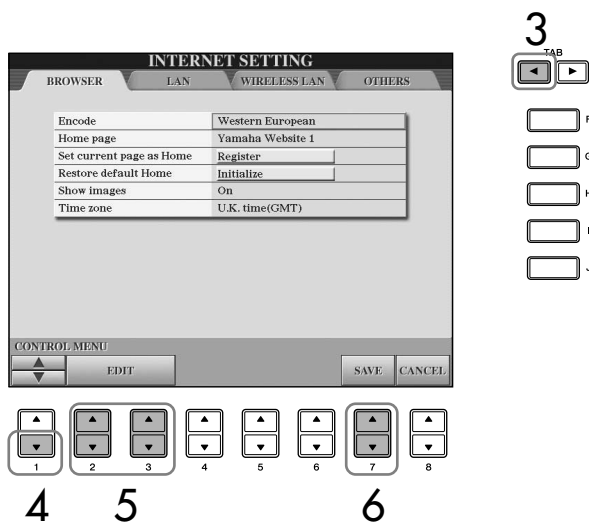 3
TAB
INTERNET SETTING
BROWSER LAN WIRELESS LAN OTHERS
Encode Western European
Home page Yamaha Website 1
Set current page as Home Register
Restore default Home Initialize
Show images On
Time zone U.K. time(GMT)
F
G
H
I
J
CONTROL MENU
EDIT SAVE CANCEL
1 2 3 4 5 6 7 8
4 5 6